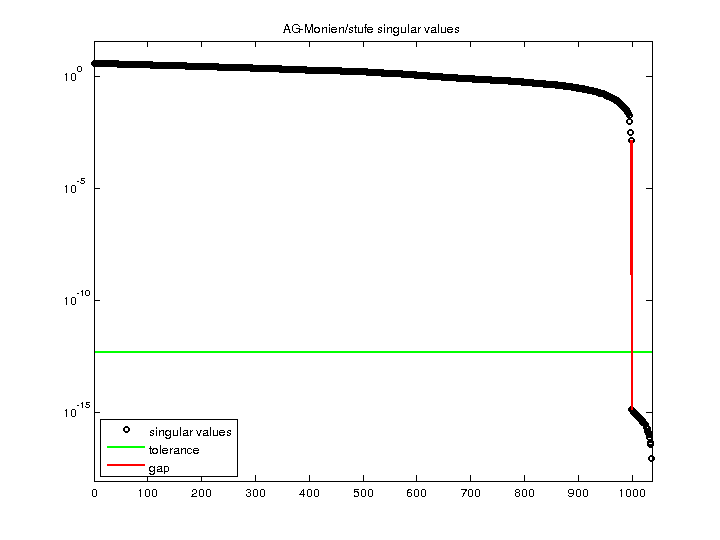 AG-Monien/stufe singular values
10^0
10^-5
10^-10
10^-15
singular values
tolerance
gap
0 100 200 300 400 500 600 700 800 900 1000